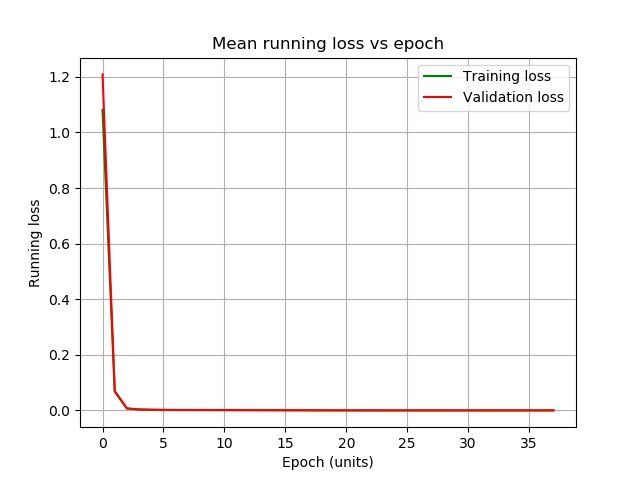 Mean running loss vs epoch
Training loss
Validation loss
1.2
1.0
0.8
0.6
0.4
0.2
0.0
Running loss
0 5 10 15 20 25 30 35
Epoch (units)